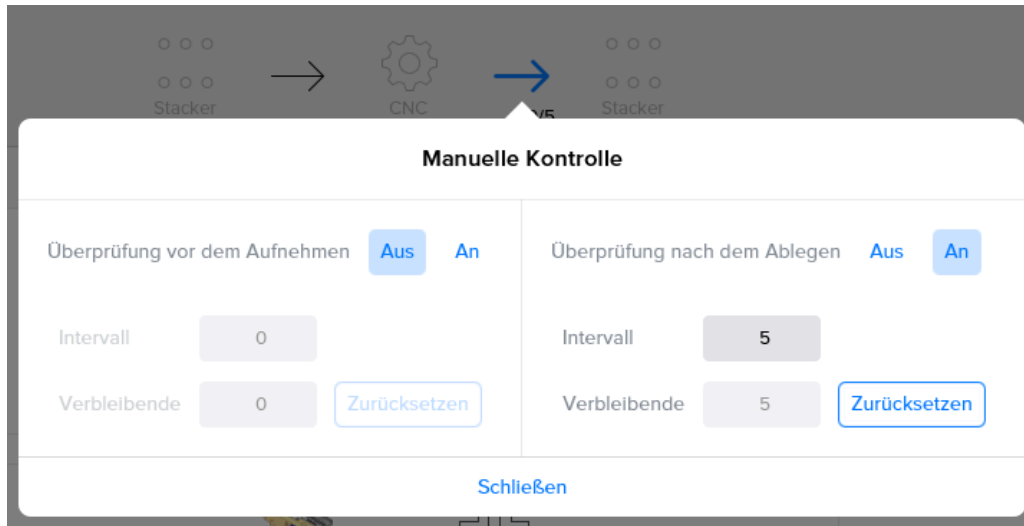 Stacker
CNC
/5
Stacker
Manuelle Kontrolle
Überprüfung vor dem Aufnehmen Aus An
Überprüfung nach dem Ablegen Aus An
Intervall 0
Intervall 5
Verbleibende 0 Zurücksetzen
Verbleibende 5 Zurücksetzen
Schließen